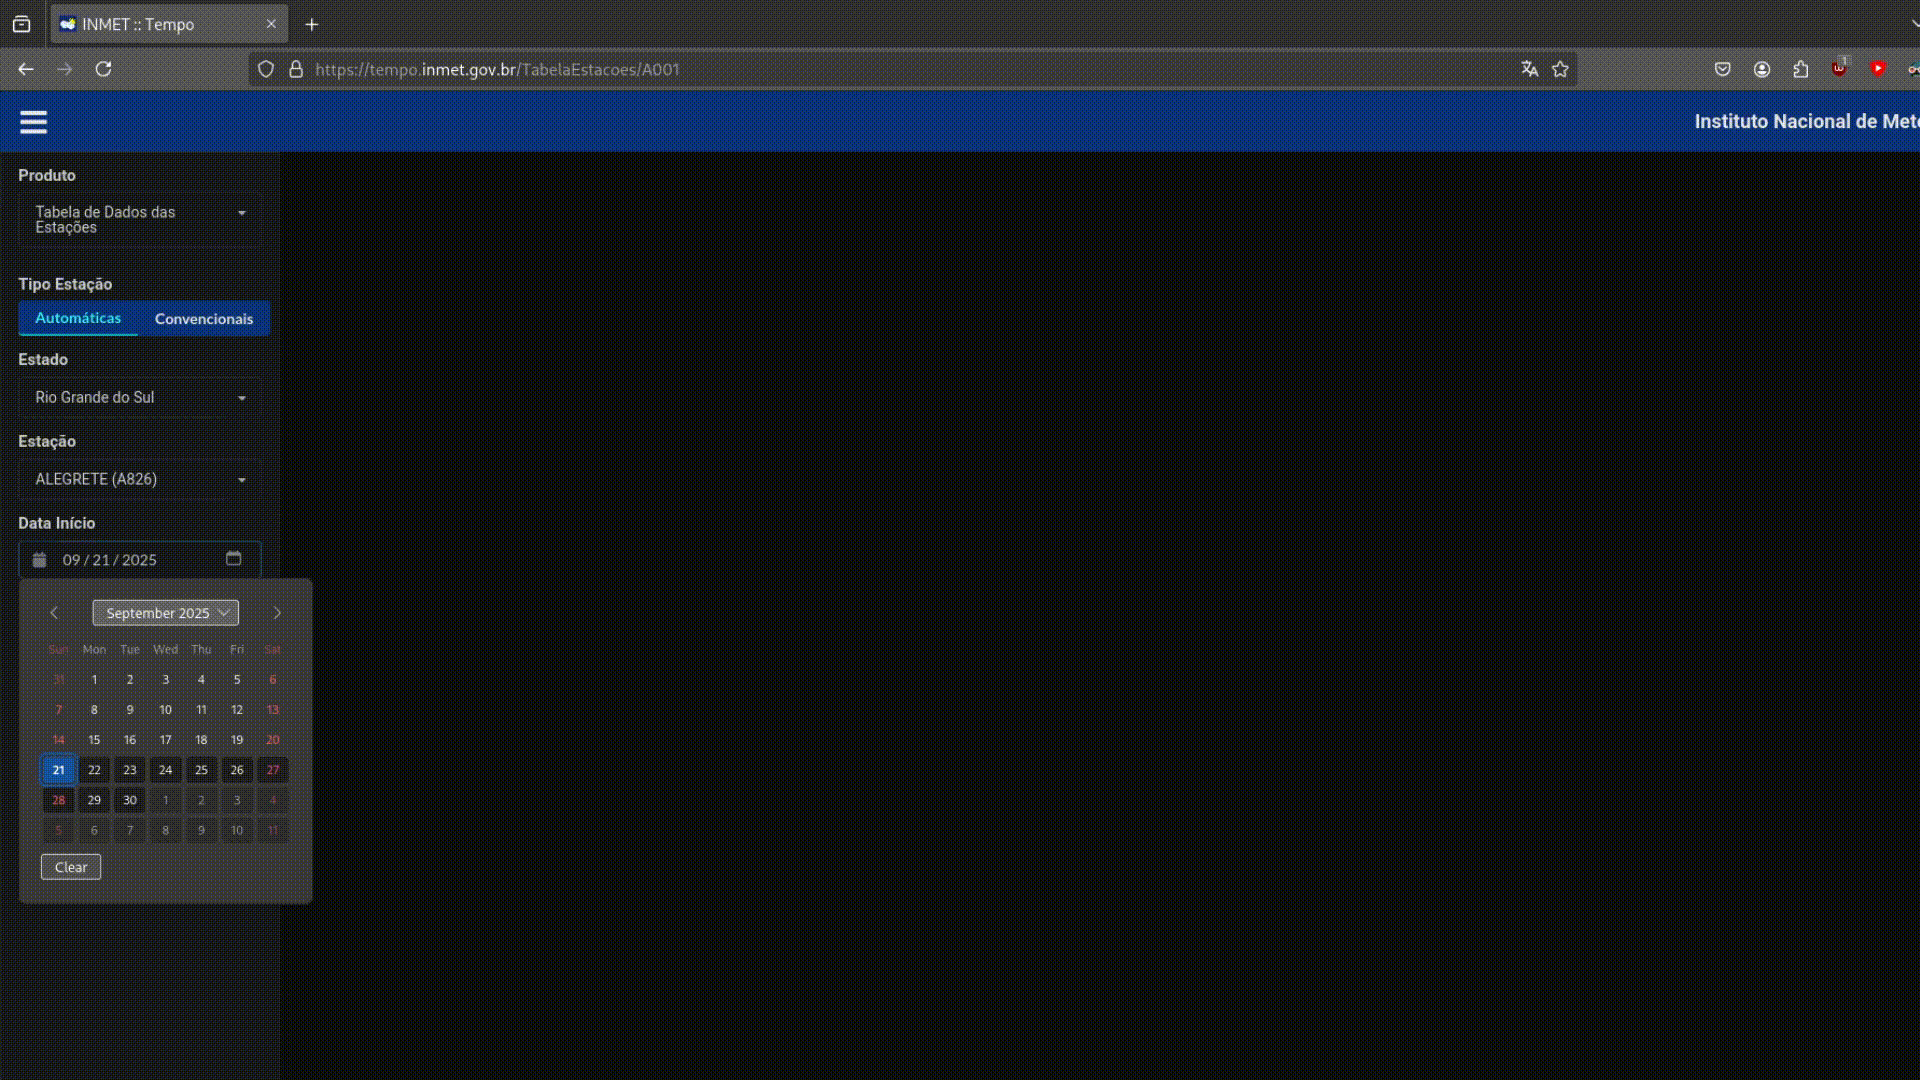 INMET :: Tempo
https://tempo.inmet.gov.br/TabelaEstacoes/A001
1
Instituto Nacional de Mete
Produto
Tabela de Dados das
Estações
Tipo Estação
Automáticas Convencionais
Estado
Rio Grande do Sul
Estação
ALEGRETE (A826)
Data Início
09 / 21 / 2025
September 2025
Sun Mon Tue Wed Thu Fri Sat
31 1 2 3 4 5 6
7 8 9 10 11 12 13
14 15 16 17 18 19 20
21 22 23 24 25 26 27
28 29 30 1 2 3 4
5 6 7 8 9 10 11
Clear